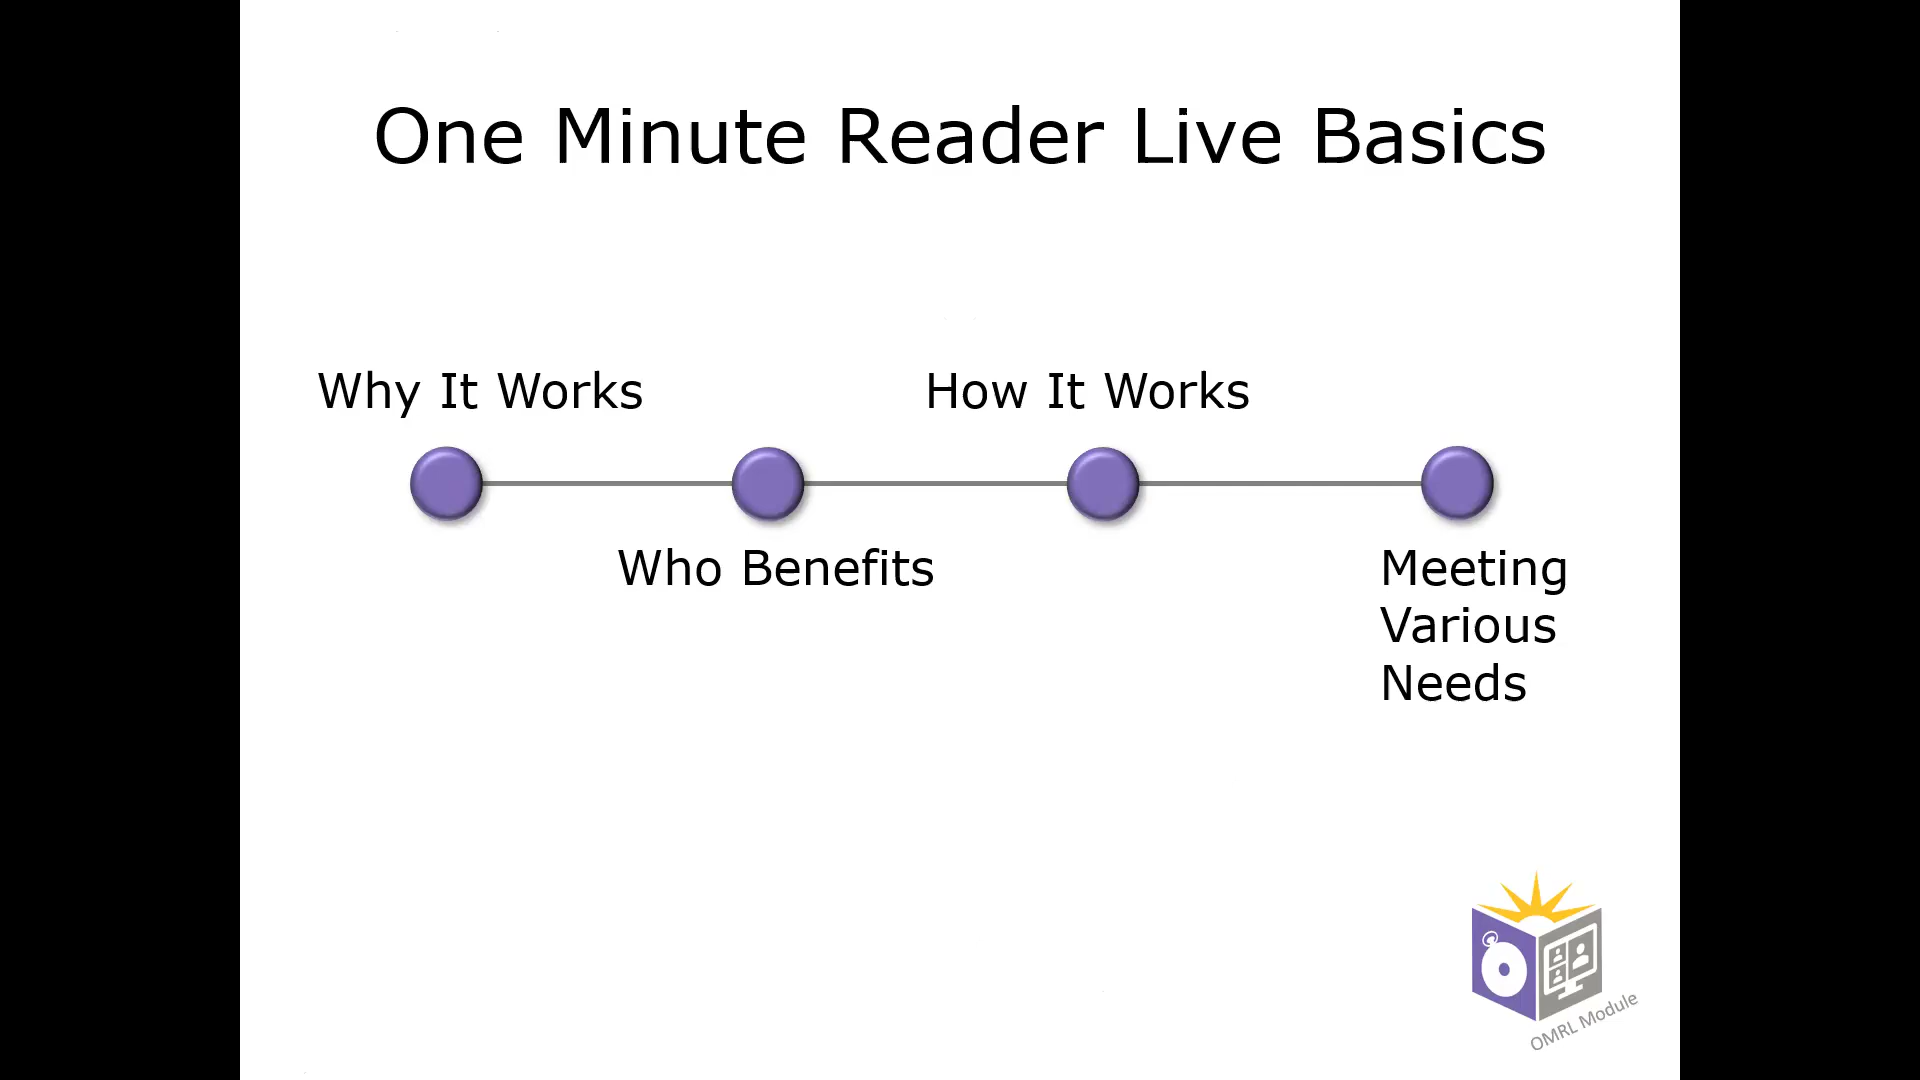 One Minute Reader Live Basics
Why It Works
How It Works
Who Benefits
Meeting
Various
Needs
OMRL Module